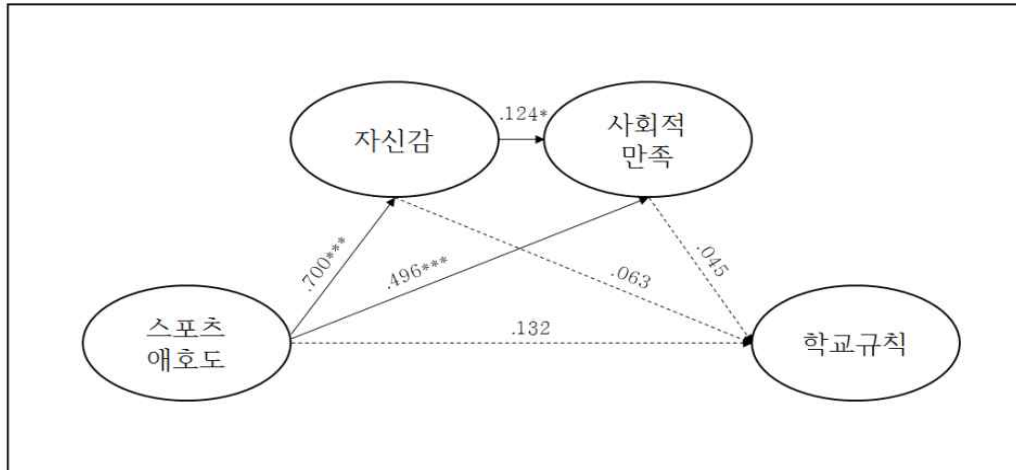 .124*
자신감
사회적
만족
.700***
.496***
.063
.045
스포츠
애호도
.132
학교규칙